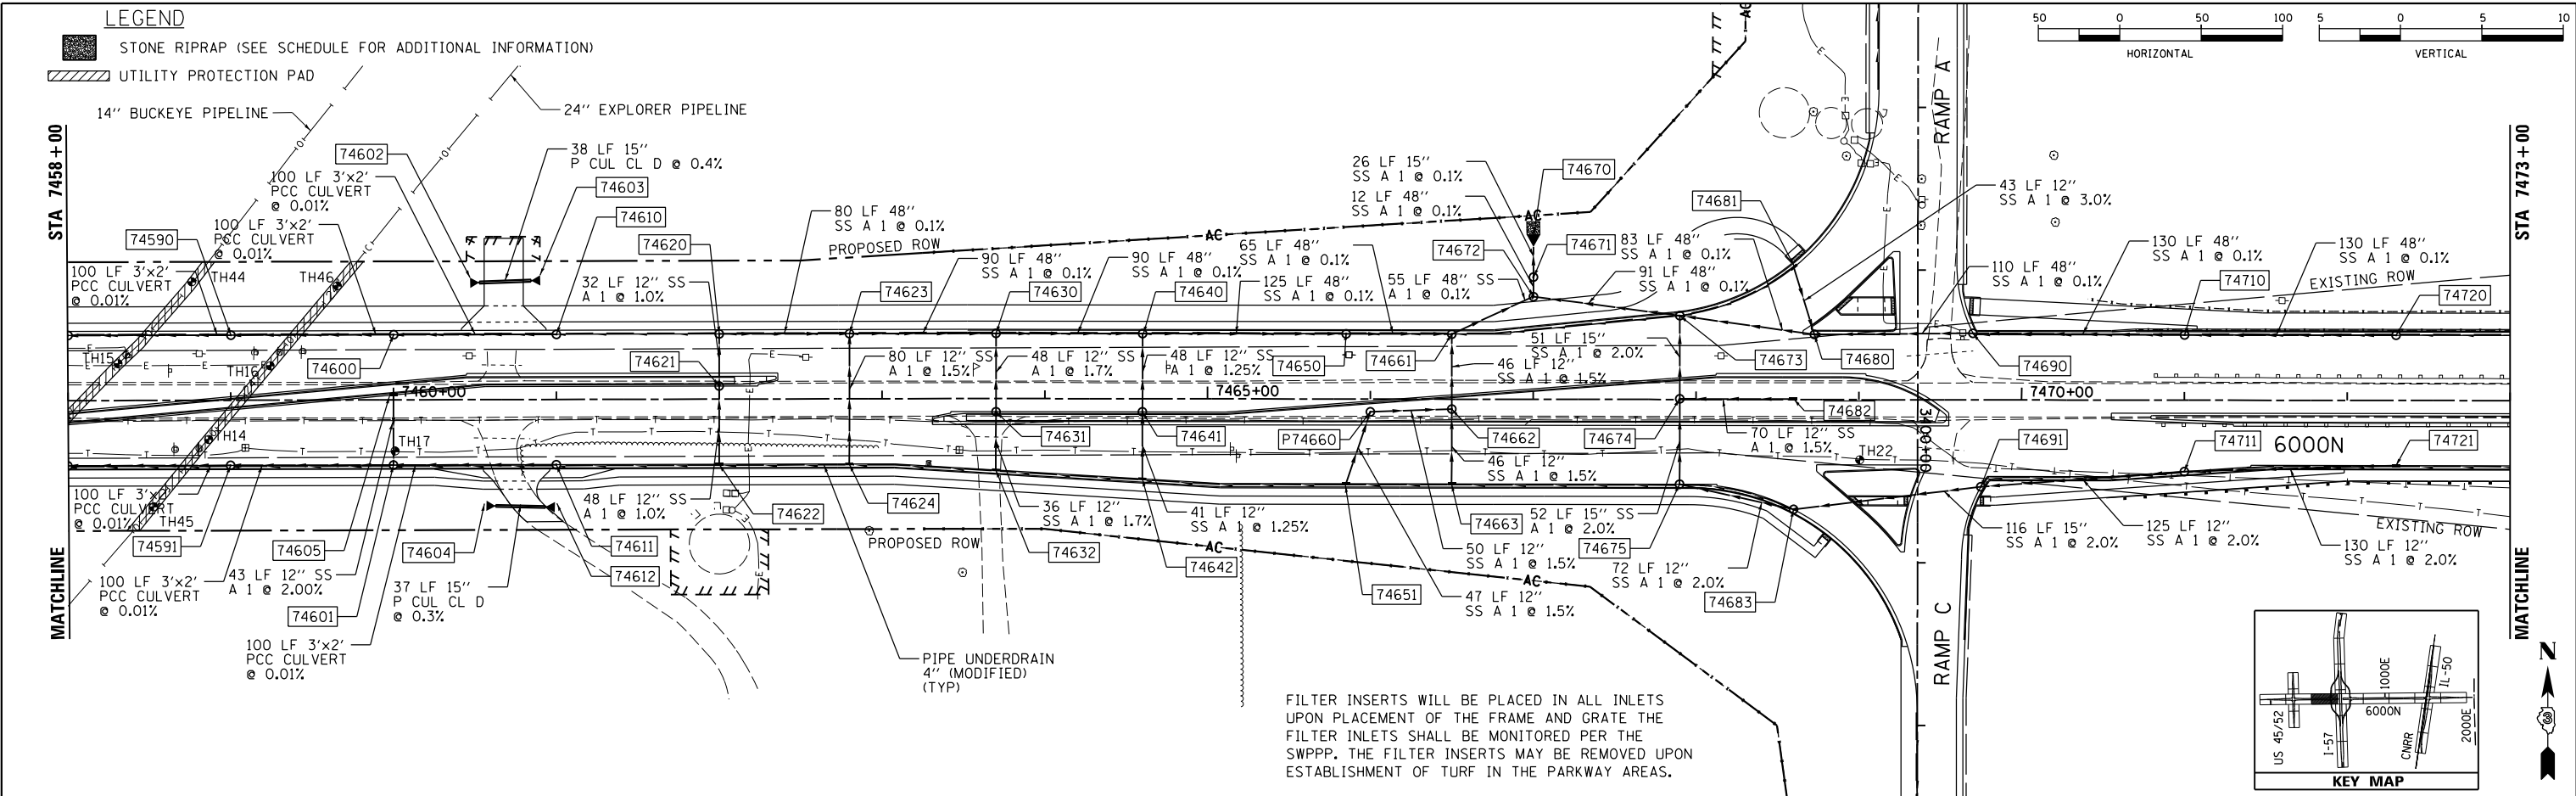 LEGEND
STONE RIPRAP (SEE SCHEDULE FOR ADDITIONAL INFORMATION)
UTILITY PROTECTION PAD
14'' BUCKEYE PIPELINE
24'' EXPLORER PIPELINE
50 0 50 100
HORIZONTAL
5 0 5 10
VERTICAL
STA 7458+00
MATCHLINE
STA 7473+00
MATCHLINE
74602
38 LF 15''
P CUL CL D @ 0.4%
74603
74610
100 LF 3'x2'
PCC CULVERT
@ 0.01%
100 LF 3'x2'
PCC CULVERT
@ 0.01%
74590
100 LF 3'x2'
PCC CULVERT
@ 0.01%
TH44
TH46
74620
32 LF 12'' SS
A 1 @ 1.0%
80 LF 48''
SS A 1 @ 0.1%
PROPOSED ROW
74623
90 LF 48''
SS A 1 @ 0.1%
74630
90 LF 48''
SS A 1 @ 0.1%
74640
AC
65 LF 48''
SS A 1 @ 0.1%
125 LF 48''
SS A 1 @ 0.1%
26 LF 15''
SS A 1 @ 0.1%
12 LF 48''
SS A 1 @ 0.1%
AC
AC
74670
74672
74671
55 LF 48'' SS
A 1 @ 0.1%
83 LF 48''
SS A 1 @ 0.1%
91 LF 48''
SS A 1 @ 0.1%
74681
RAMP A
43 LF 12''
SS A 1 @ 3.0%
110 LF 48''
SS A 1 @ 0.1%
130 LF 48''
SS A 1 @ 0.1%
74710
130 LF 48''
SS A 1 @ 0.1%
EXISTING ROW
74720
TH15
TH16
74600
74621
80 LF 12'' SS
A 1 @ 1.5%
48 LF 12'' SS
A 1 @ 1.7%
48 LF 12'' SS
A 1 @ 1.25%
74650
74661
46 LF 12''
SS A 1 @ 1.5%
51 LF 15''
SS A 1 @ 2.0%
74673
74680
74690
7460+00
7465+00
7470+00
TH14
TH17
74631
74641
P74660
74662
74674
74682
70 LF 12'' SS
A 1 @ 1.5%
TH22
3+00+00
74691
74711
6000N
74721
100 LF 3'x2'
PCC CULVERT
@ 0.01%
TH45
48 LF 12'' SS
A 1 @ 1.0%
74622
74624
36 LF 12''
SS A 1 @ 1.7%
41 LF 12''
SS A 1 @ 1.25%
46 LF 12''
SS A 1 @ 1.5%
74663
52 LF 15'' SS
A 1 @ 2.0%
116 LF 15''
SS A 1 @ 2.0%
125 LF 12''
SS A 1 @ 2.0%
EXISTING ROW
130 LF 12''
SS A 1 @ 2.0%
74591
74605
74604
74611
74612
PROPOSED ROW
74632
74642
AC
50 LF 12''
SS A 1 @ 1.5%
74675
AC
72 LF 12''
SS A 1 @ 2.0%
74683
100 LF 3'x2'
PCC CULVERT
@ 0.01%
43 LF 12'' SS
A 1 @ 2.00%
74601
37 LF 15''
P CUL CL D
@ 0.3%
74651
47 LF 12''
SS A 1 @ 1.5%
100 LF 3'x2'
PCC CULVERT
@ 0.01%
PIPE UNDERDRAIN
4'' (MODIFIED)
(TYP)
RAMP C
FILTER INSERTS WILL BE PLACED IN ALL INLETS
UPON PLACEMENT OF THE FRAME AND GRATE THE
FILTER INLETS SHALL BE MONITORED PER THE
SWPPP. THE FILTER INSERTS MAY BE REMOVED UPON
ESTABLISHMENT OF TURF IN THE PARKWAY AREAS.
US 45/52
I-57
1000E
6000N
CNRR
IL-50
2000E
KEY MAP
N